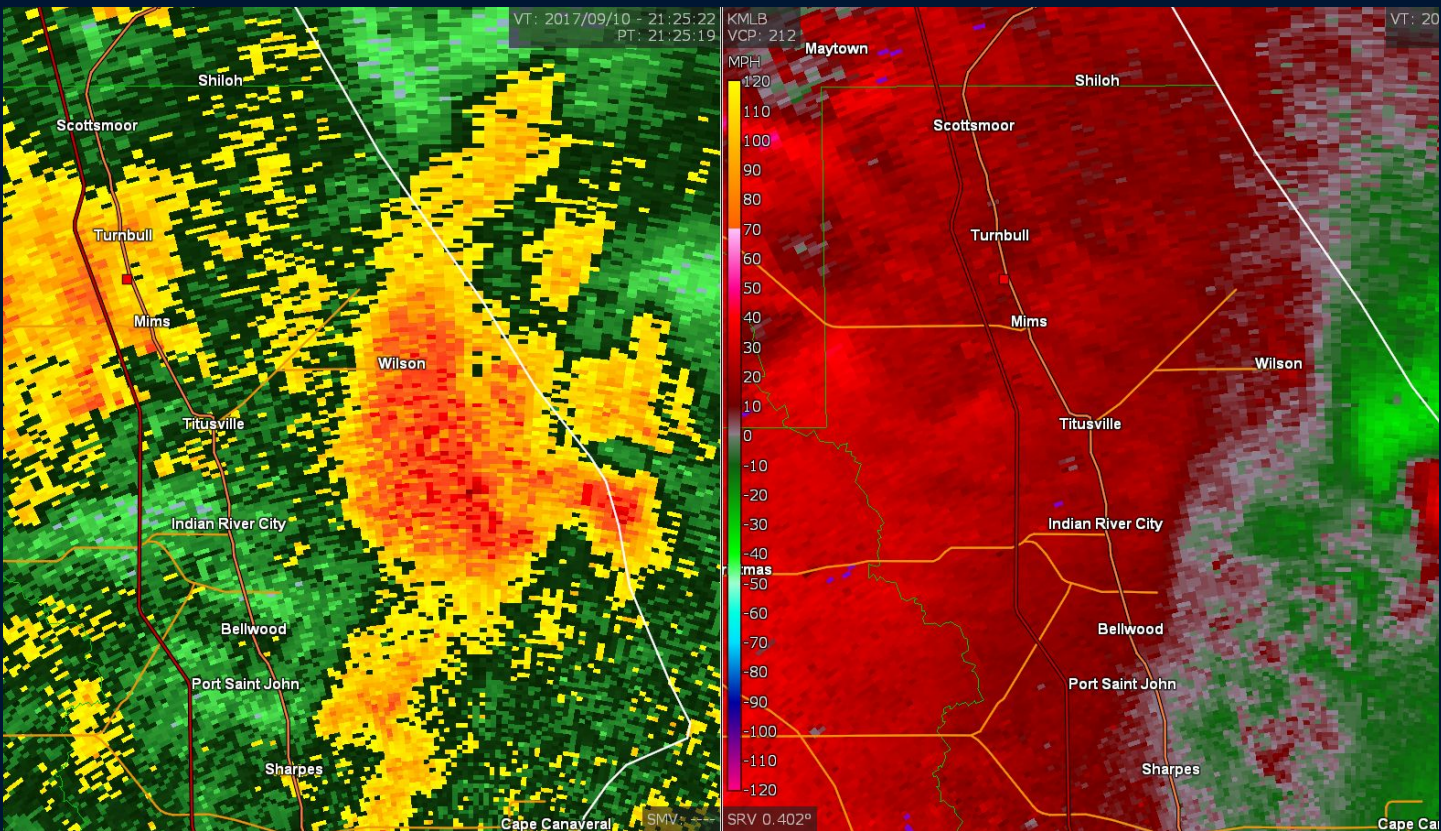 VT: 2017/09/10 - 21:25:22
PT: 21:25:19
Shiloh
Scottsmoor
Turnbull
Mims
Wilson
Titusville
Indian River City
Bellwood
Port Saint John
Sharpes
Cape Canaveral
SMV: ---
KMLB
VCP: 212
MPH
120
110
100
90
80
70
60
50
40
30
20
10
0
-10
-20
-30
-40
-50
-60
-70
-80
-90
-100
-110
-120
SRV 0.402°
VT: 20
Maytown
Shiloh
Scottsmoor
Turnbull
Mims
Wilson
Titusville
Indian River City
tmas
Bellwood
Port Saint John
Sharpes
Cape Ca